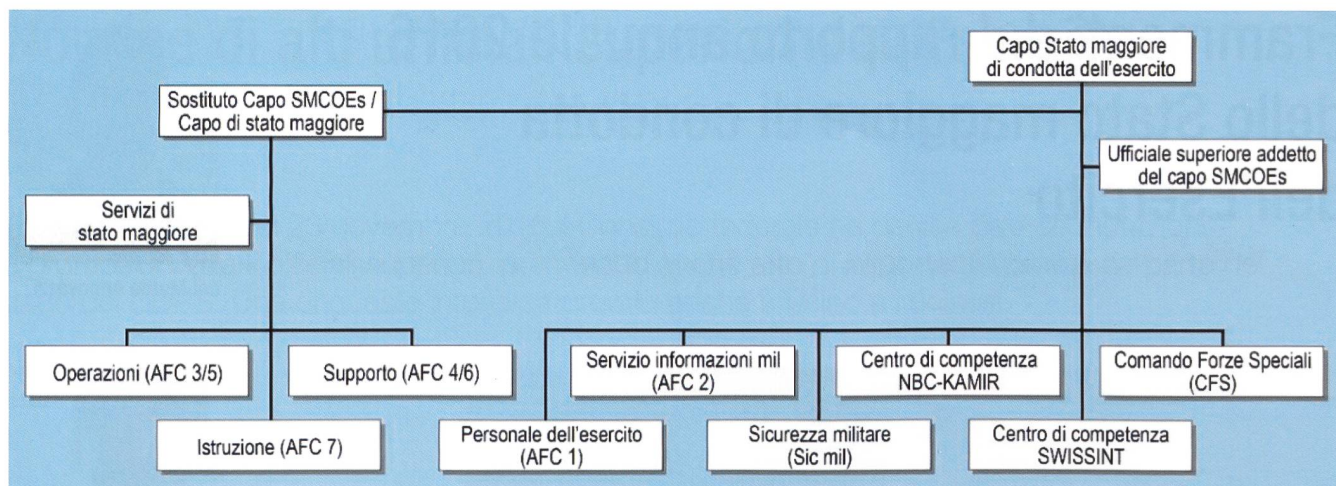 Capo Stato maggiore
di condotta dell'esercito
Sostituto Capo SMCOEs /
Capo di stato maggiore
Ufficiale superiore addetto
del capo SMCOEs
Servizi di
stato maggiore
Operazioni (AFC 3/5)
Supporto (AFC 4/6)
Servizio informazioni mil
(AFC 2)
Centro di competenza
NBC-KAMIR
Comando Forze Speciali
(CFS)
Istruzione (AFC 7)
Personale dell'esercito
(AFC 1)
Sicurezza militare
(Sic mil)
Centro di competenza
SWISSINT